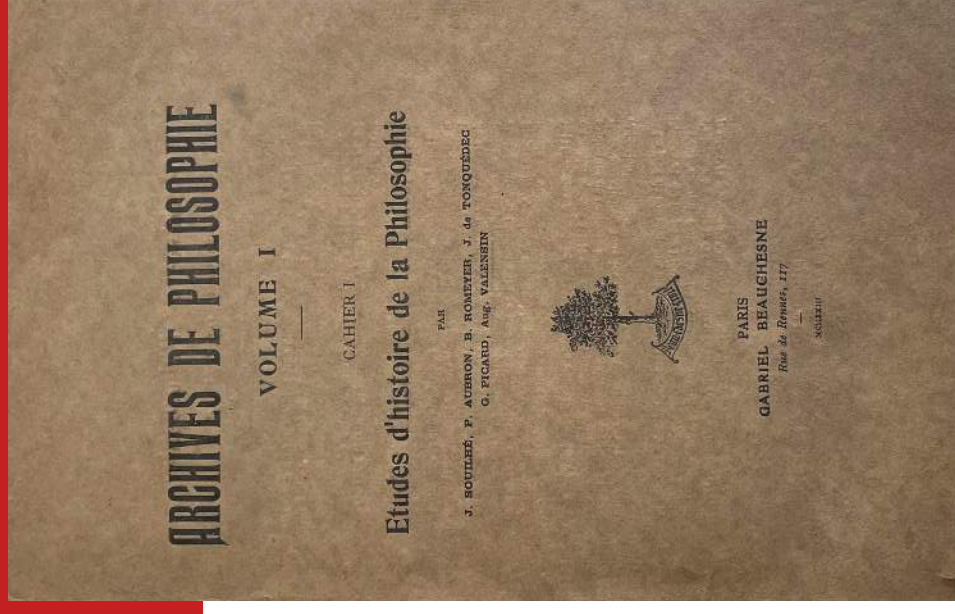 ARCHIVES DE PHILOSOPHIE
VOLUME I
CAHIER I
Etudes d'histoire de la Philosophie
PAR
J. SOUILHÉ, P. AUBRON, B. ROMEYER, J. de TONQUÉDEC
G. PICARD, Aug. VALENSIN
PARIS
GABRIEL BEAUCHESNE
Rue de Rennes, 117